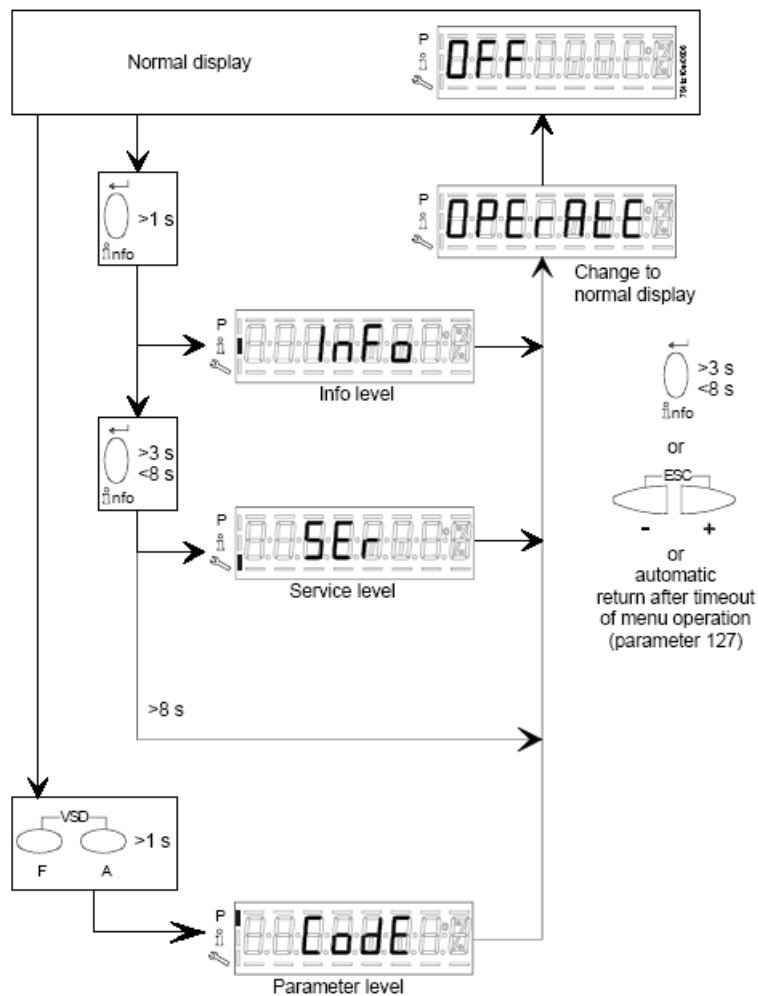 Normal display
P
OFF
>1 s
info
P
OPErAtE
Change to
normal display
P
InFo
Info level
>3 s
<8 s
info
>3 s
<8 s
info
or
ESC
- +
or
automatic
return after timeout
of menu operation
(parameter 127)
P
SEr
Service level
>8 s
VSD
>1 s
F A
P
CodE
Parameter level